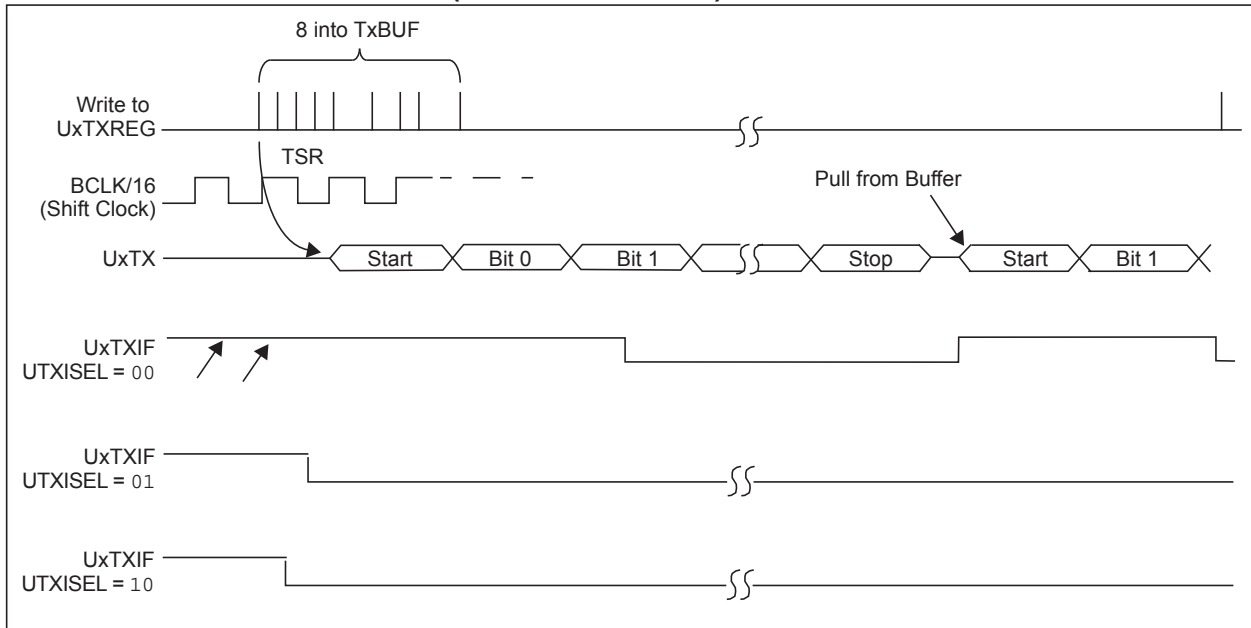 8 into TxBUF
Write to
UxTXREG
TSR
BCLK/16
(Shift Clock)
Pull from Buffer
UxTX
Start
Bit 0
Bit 1
Stop
Start
Bit 1
UxTXIF
UTXISEL = 00
UxTXIF
UTXISEL = 01
UxTXIF
UTXISEL = 10